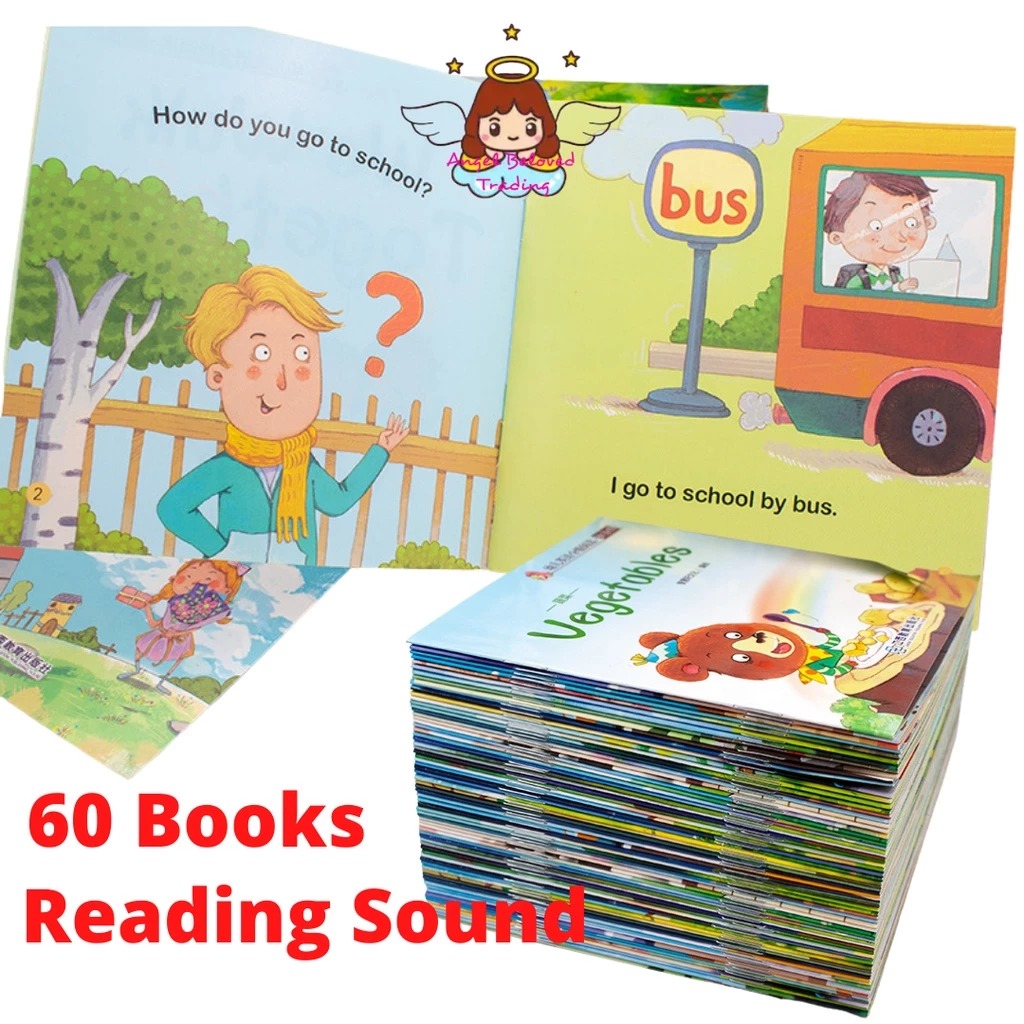 Angel Beloved
Trading
How do you go to school?
2
bus
I go to school by bus.
Vegetables
60 Books
Reading Sound